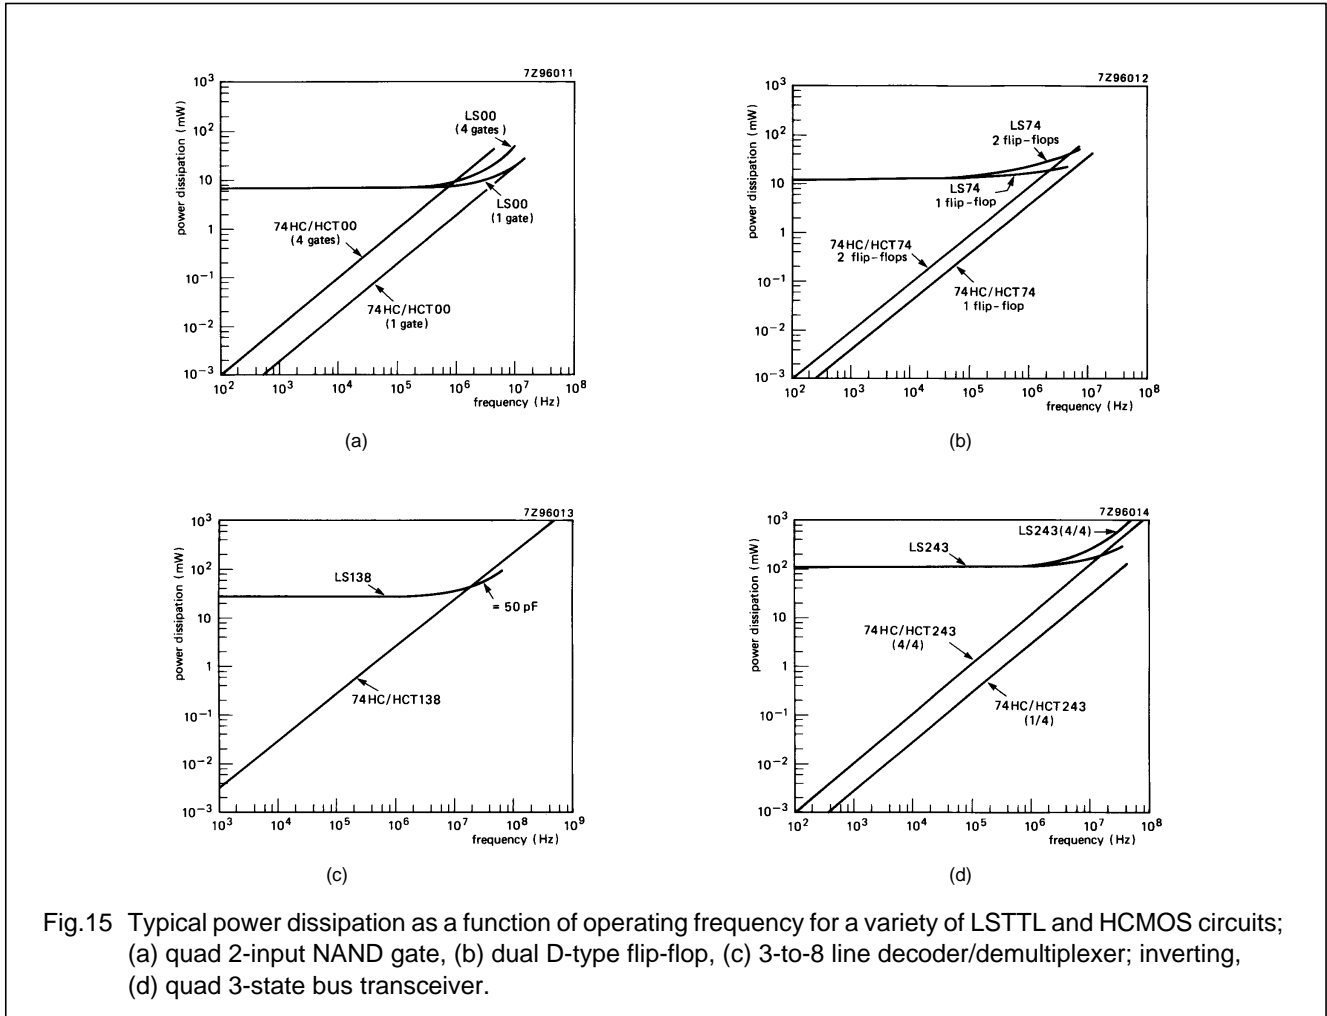 7Z96011
10³
10²
10
1
10⁻¹
10⁻²
10⁻³
power dissipation (mW)
LS00
(4 gates)
LS00
(1 gate)
74HC/HCT00
(4 gates)
74HC/HCT00
(1 gate)
10² 10³ 10⁴ 10⁵ 10⁶ 10⁷ 10⁸
frequency (Hz)
(a)
7Z96012
10³
10²
10
1
10⁻¹
10⁻²
10⁻³
power dissipation (mW)
LS74
2 flip-flops
LS74
1 flip-flop
74HC/HCT74
2 flip-flops
74HC/HCT74
1 flip-flop
10² 10³ 10⁴ 10⁵ 10⁶ 10⁷ 10⁸
frequency (Hz)
(b)
7Z96013
10³
10²
10
1
10⁻¹
10⁻²
10⁻³
power dissipation (mW)
LS138
= 50 pF
74HC/HCT138
10³ 10⁴ 10⁵ 10⁶ 10⁷ 10⁸ 10⁹
frequency (Hz)
(c)
7Z96014
10³
10²
10
1
10⁻¹
10⁻²
10⁻³
power dissipation (mW)
LS243(4/4)
LS243
74HC/HCT243
(4/4)
74HC/HCT243
(1/4)
10² 10³ 10⁴ 10⁵ 10⁶ 10⁷ 10⁸
frequency (Hz)
(d)
Fig.15 Typical power dissipation as a function of operating frequency for a variety of LSTTL and HCMOS circuits;
(a) quad 2-input NAND gate, (b) dual D-type flip-flop, (c) 3-to-8 line decoder/demultiplexer; inverting,
(d) quad 3-state bus transceiver.